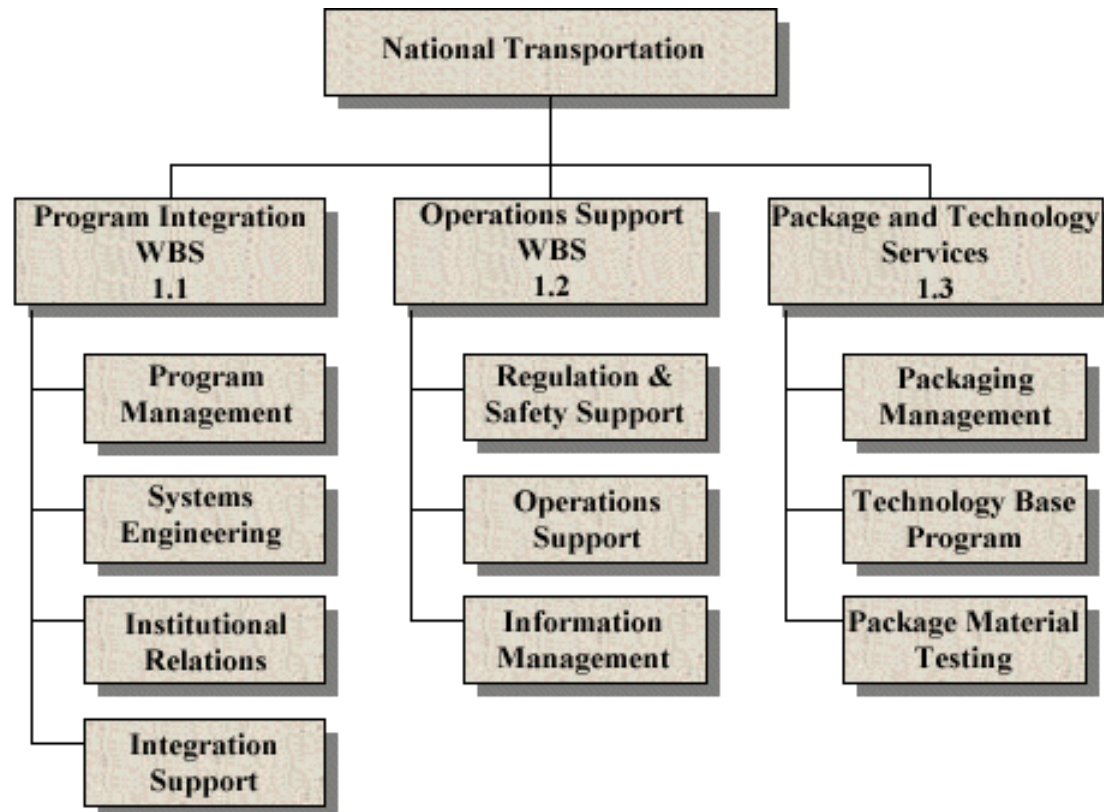 National Transportation
Program Integration
WBS
1.1
Operations Support
WBS
1.2
Package and Technology
Services
1.3
Program
Management
Systems
Engineering
Institutional
Relations
Integration
Support
Regulation &
Safety Support
Operations
Support
Information
Management
Packaging
Management
Technology Base
Program
Package Material
Testing